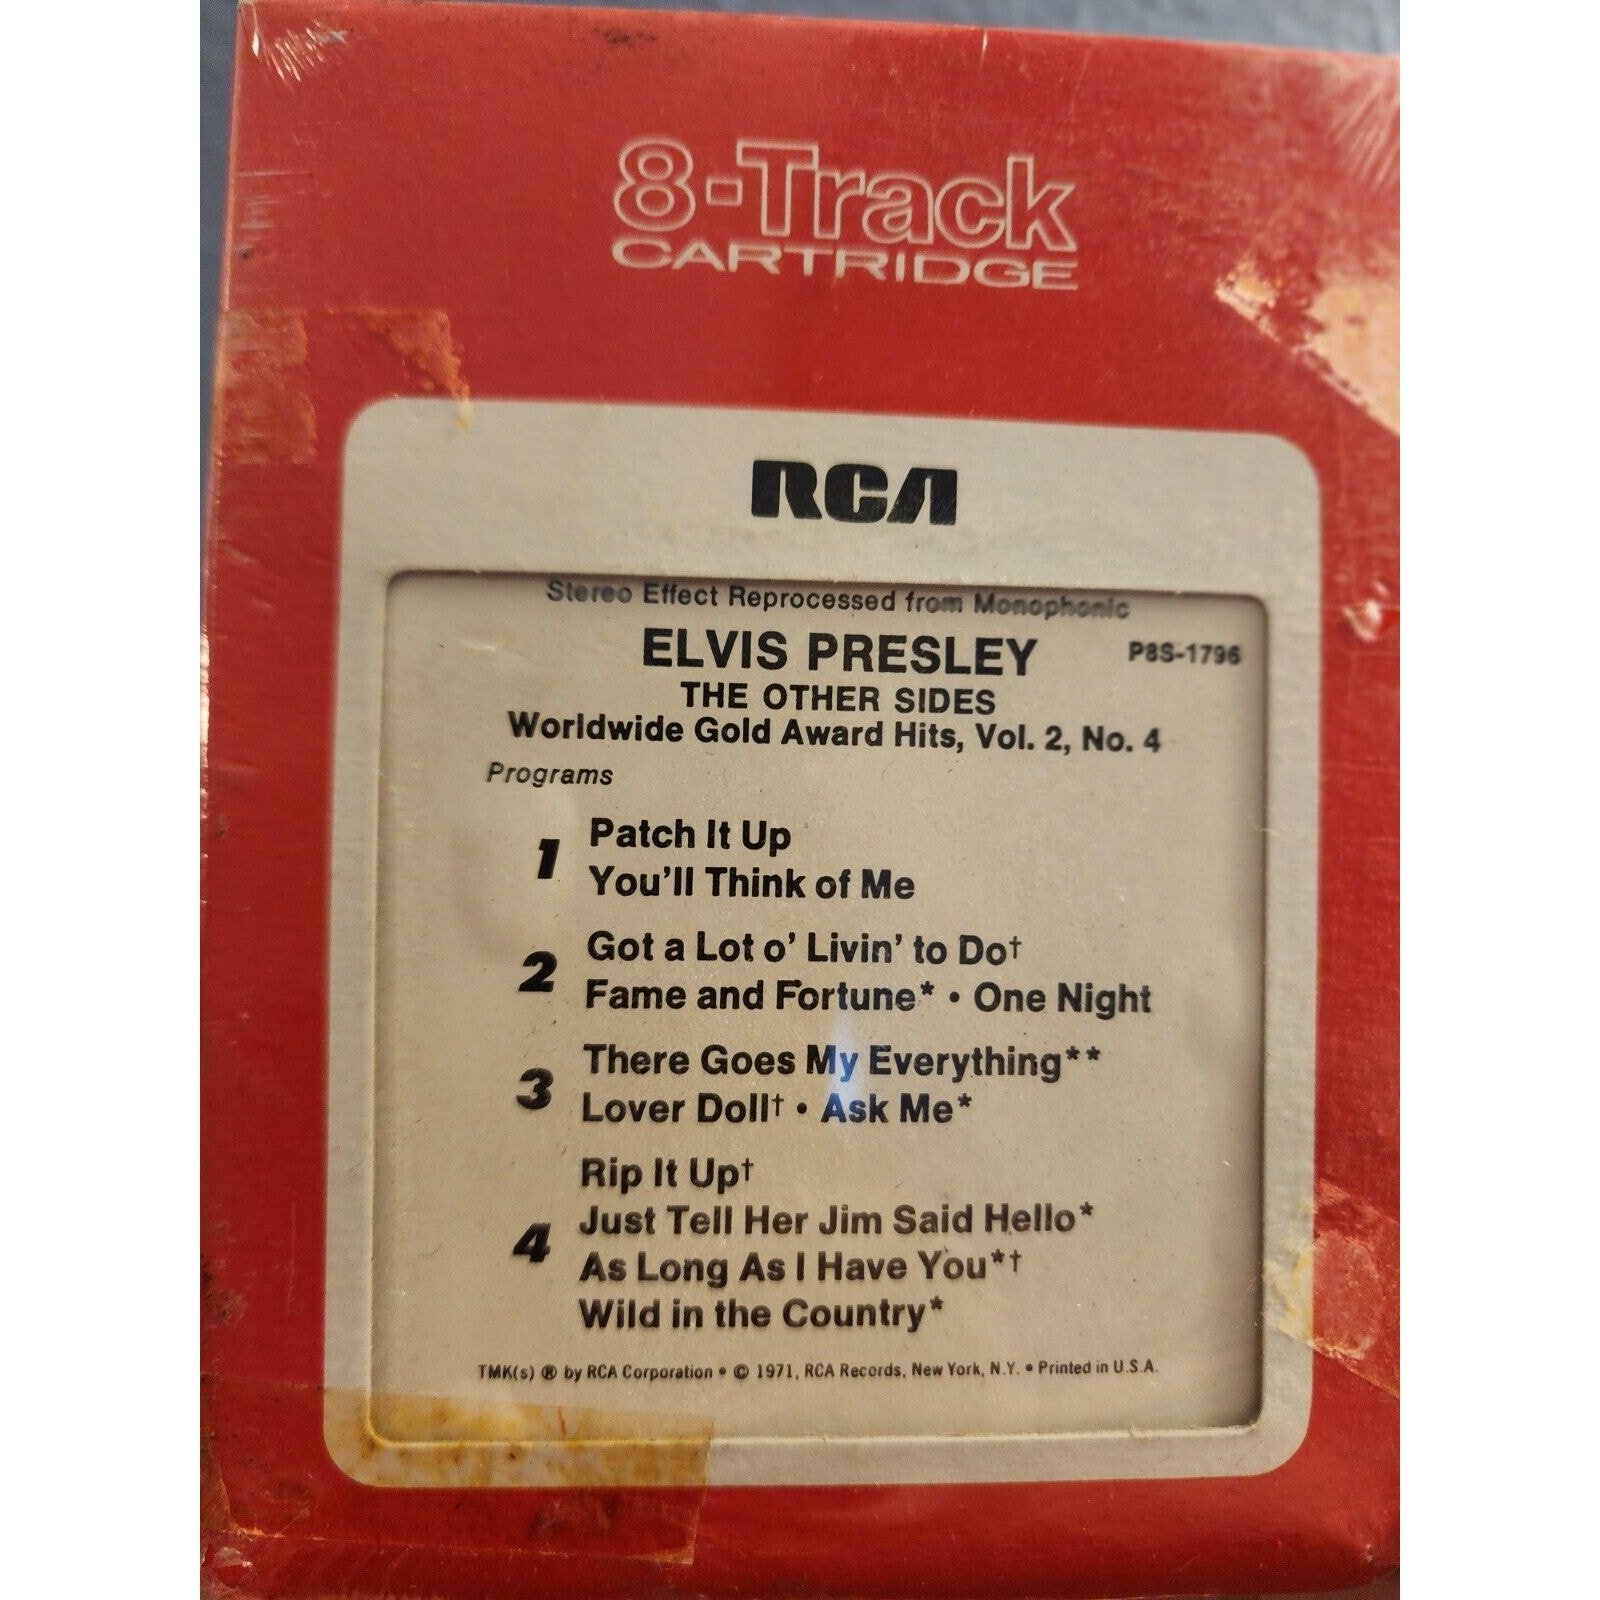 8-Track
CARTRIDGE
RCA
Stereo Effect Reprocessed from Monophonic
ELVIS PRESLEY P8S-1796
THE OTHER SIDES
Worldwide Gold Award Hits, Vol. 2, No. 4
Programs
1 Patch It Up
You'll Think of Me
2 Got a Lot o' Livin' to Do†
Fame and Fortune* • One Night
3 There Goes My Everything**
Lover Doll† • Ask Me*
4 Rip It Up†
Just Tell Her Jim Said Hello*
As Long As I Have You*†
Wild in the Country*
TMK(s) ® by RCA Corporation • © 1971, RCA Records, New York, N.Y. • Printed in U.S.A.